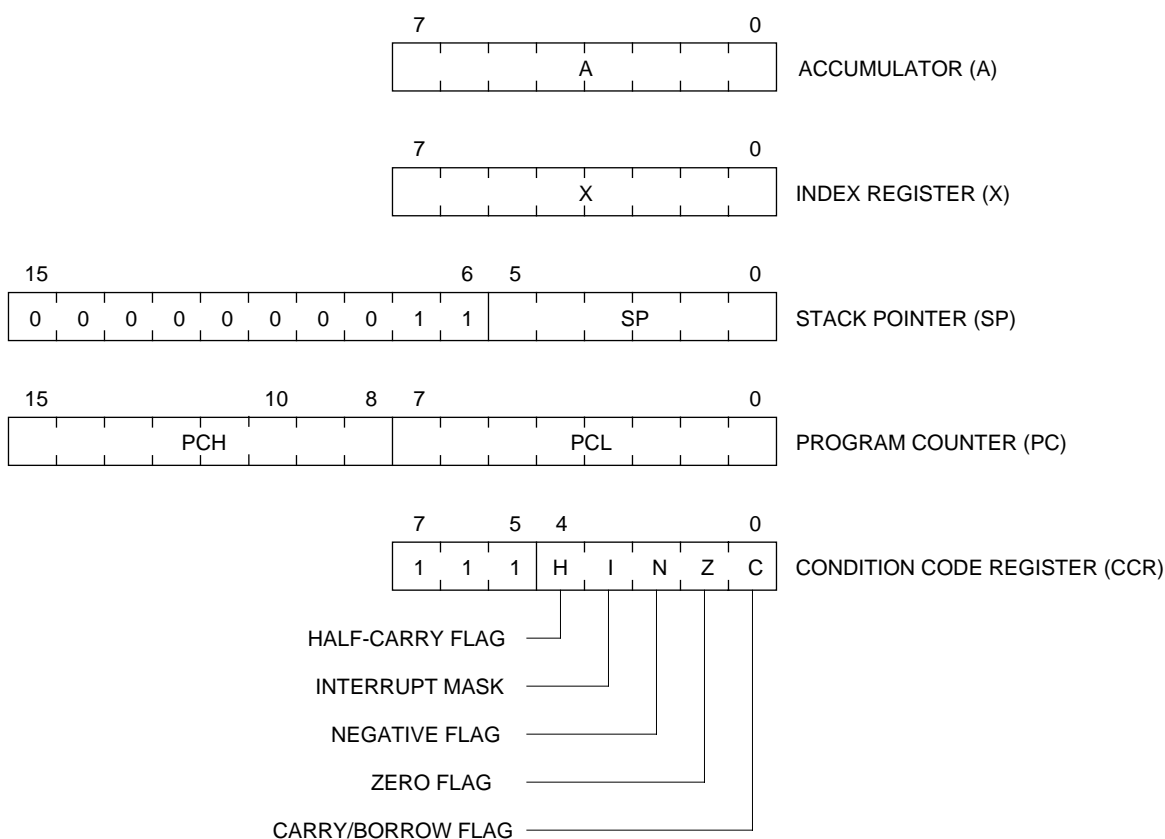 7 0
A ACCUMULATOR (A)
7 0
X INDEX REGISTER (X)
15 6 5 0
0 0 0 0 0 0 0 0 1 1 SP STACK POINTER (SP)
15 10 8 7 0
PCH PCL PROGRAM COUNTER (PC)
7 5 4 0
1 1 1 H I N Z C CONDITION CODE REGISTER (CCR)
HALF-CARRY FLAG
INTERRUPT MASK
NEGATIVE FLAG
ZERO FLAG
CARRY/BORROW FLAG